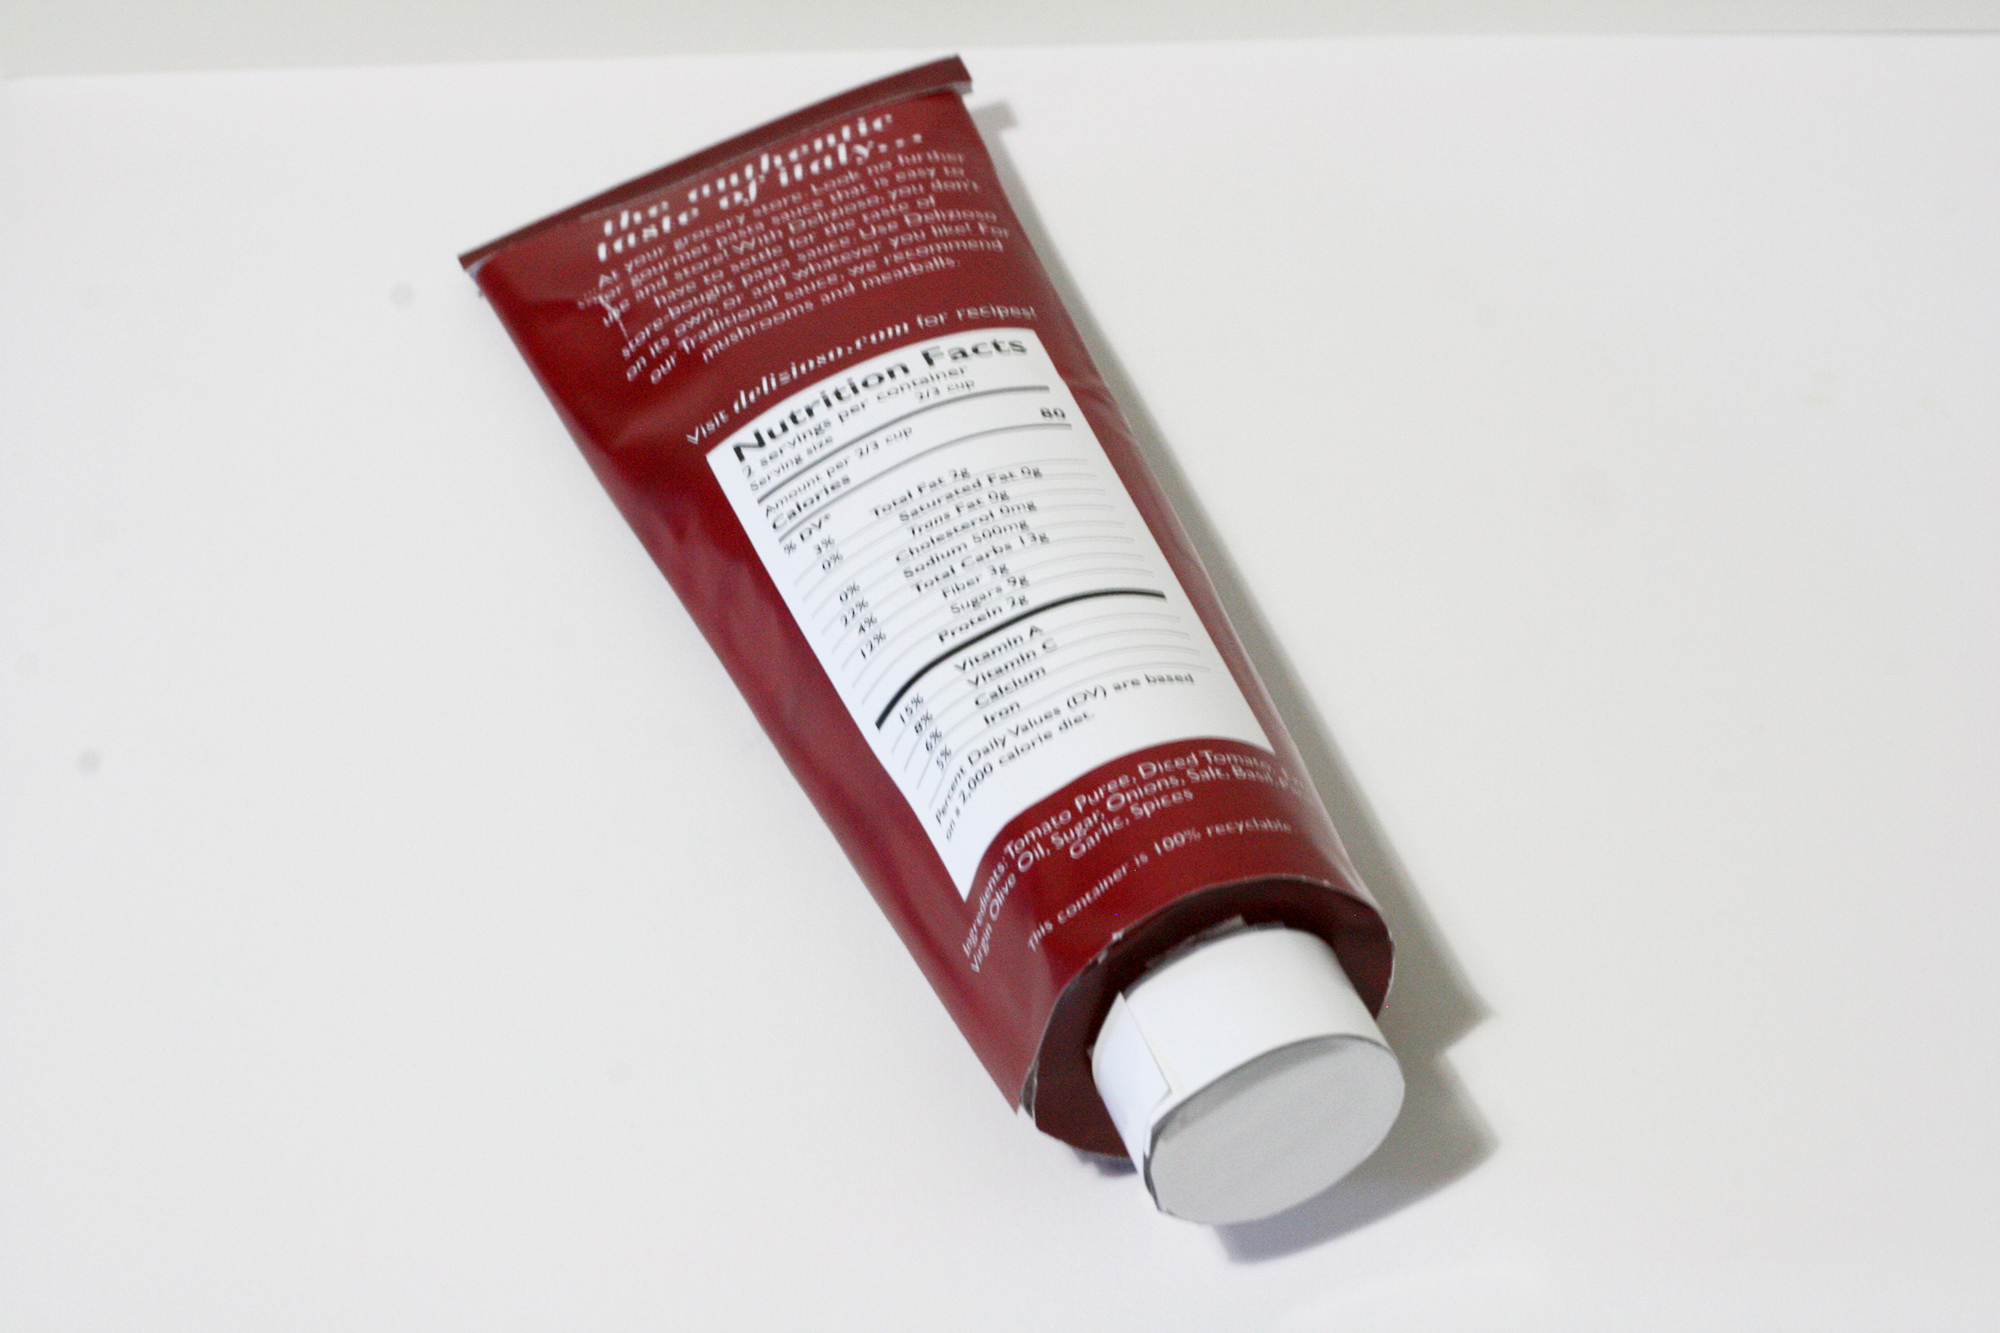 the authentic
taste of italy...
At your grocery store. Look no further
for gourmet pasta sauce that is easy to
use and store! With Delizioso, you don't
have to settle for the taste of
store-bought pasta sauce. Use Delizioso
on its own, or add whatever you like! For
our Traditional sauce, we recommend
mushrooms and meatballs.
Visit delizioso.com for recipes!
Nutrition Facts
2 servings per container
Serving size 2/3 cup
Amount per 2/3 cup
Calories 80
% DV*
3% Total Fat 2g
0% Saturated Fat 0g
Trans Fat 0g
0% Cholesterol 0mg
22% Sodium 500mg
4% Total Carbs 13g
12% Fiber 3g
Sugars 9g
Protein 2g
15% Vitamin A
8% Vitamin C
6% Calcium
5% Iron
Percent Daily Values (DV) are based
on a 2,000 calorie diet.
Ingredients: Tomato Puree, Diced Tomato,
Virgin Olive Oil, Sugar, Onions, Salt, Basil,
Garlic, Spices
This container is 100% recyclable